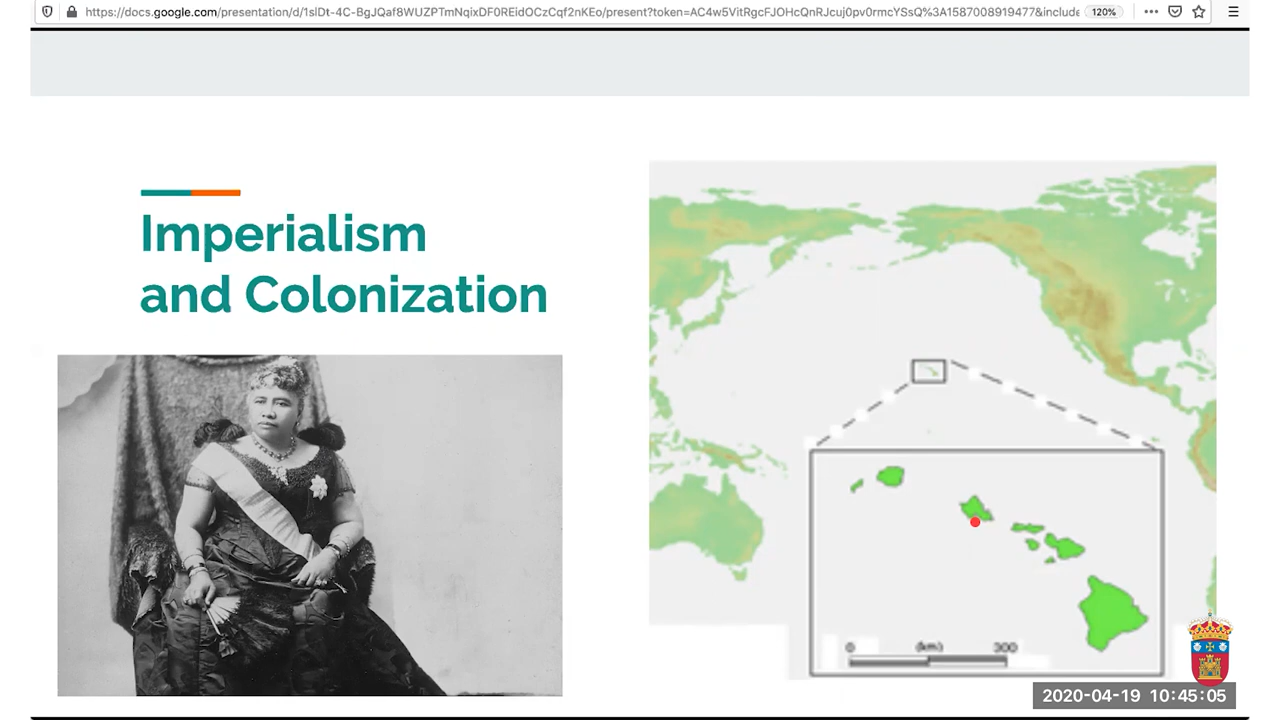 https://docs.google.com/presentation/d/1slDt-4C-BgJQaf8WUZPTmNqixDF0REidOCzCqf2nKEo/present?token=AC4w5VitRgcFJOHcQnRJcuj0pv0rmcYSsQ%3A1587008919477&include 120%
Imperialism
and Colonization
0 (km) 300
2020-04-19 10:45:05